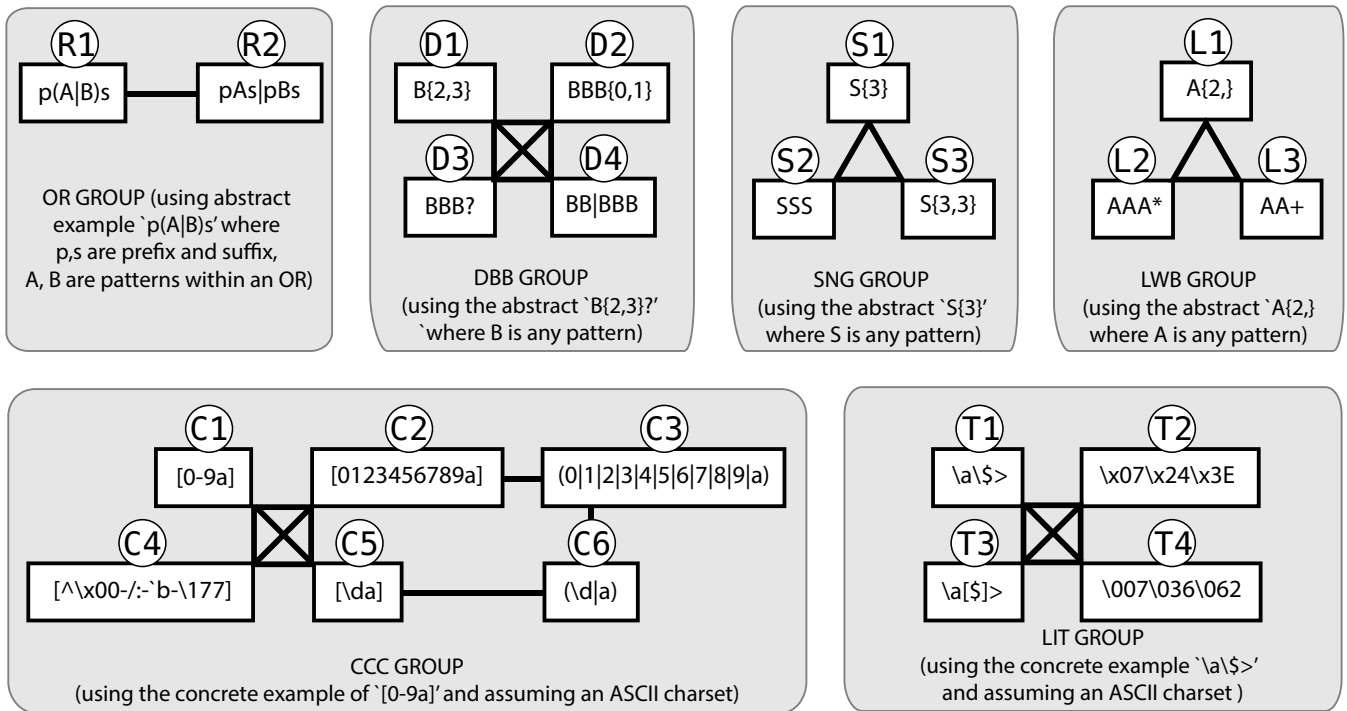 R1
R2
p(A|B)s
pAs|pBs
OR GROUP (using abstract
example `p(A|B)s' where
p,s are prefix and suffix,
A, B are patterns within an OR)
D1
D2
B{2,3}
BBB{0,1}
D3
D4
BBB?
BB|BBB
DBB GROUP
(using the abstract `B{2,3}?'
`where B is any pattern)
S1
S{3}
S2
S3
SSS
S{3,3}
SNG GROUP
(using the abstract `S{3}'
where S is any pattern)
L1
A{2,}
L2
L3
AAA*
AA+
LWB GROUP
(using the abstract `A{2,}
where A is any pattern)
C1
C2
C3
[0-9a]
[0123456789a]
(0|1|2|3|4|5|6|7|8|9|a)
C4
C5
C6
[^\x00-/:-`b-\177]
[\da]
(\d|a)
CCC GROUP
(using the concrete example of `[0-9a]' and assuming an ASCII charset)
T1
T2
\a\$>
\x07\x24\x3E
T3
T4
\a[$]>
\007\036\062
LIT GROUP
(using the concrete example `\a\$>'
and assuming an ASCII charset )